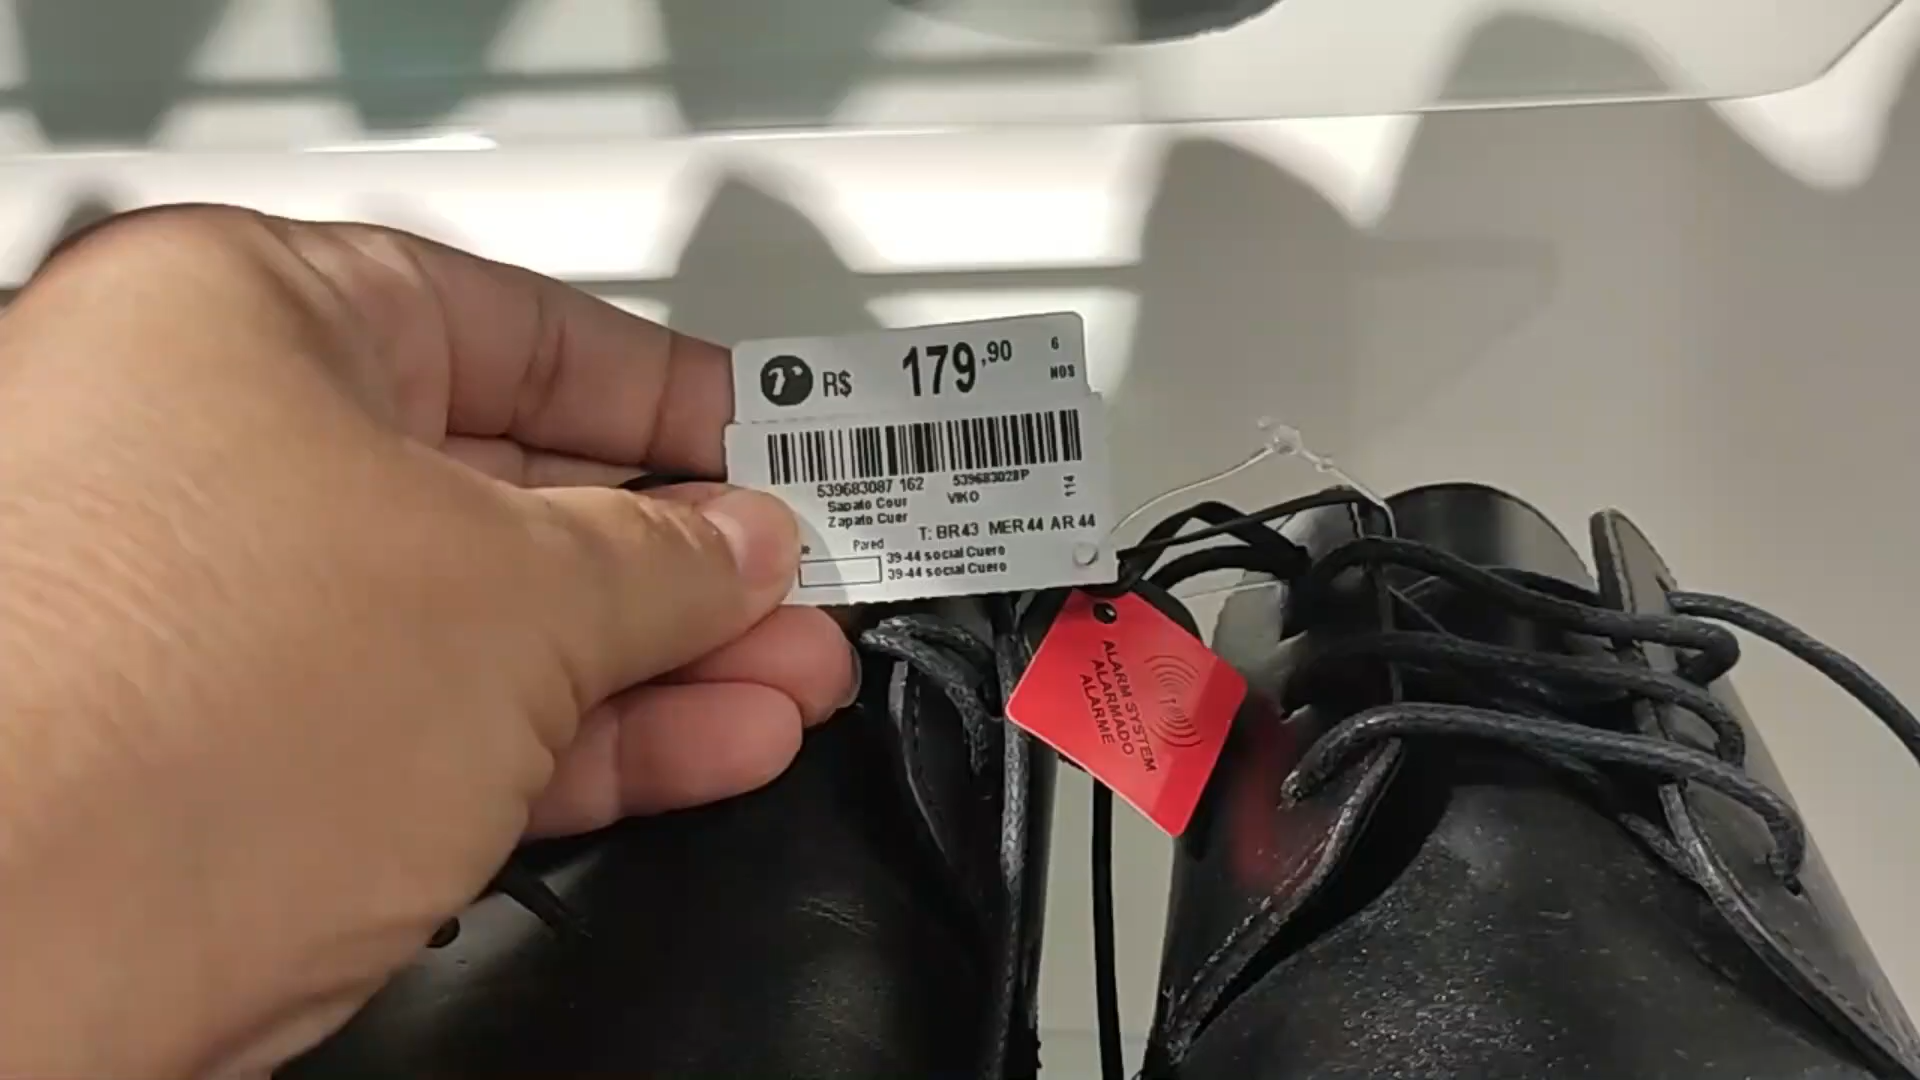 R$ 179,90 6
NOS
539683087 162 539683028P
Sapato Cour VIKO 114
Zapato Cuer
T: BR43 MER44 AR44
Pared
39-44 social Cuero
39-44 social Cuero
ALARM SYSTEM
ALARMADO
ALARME